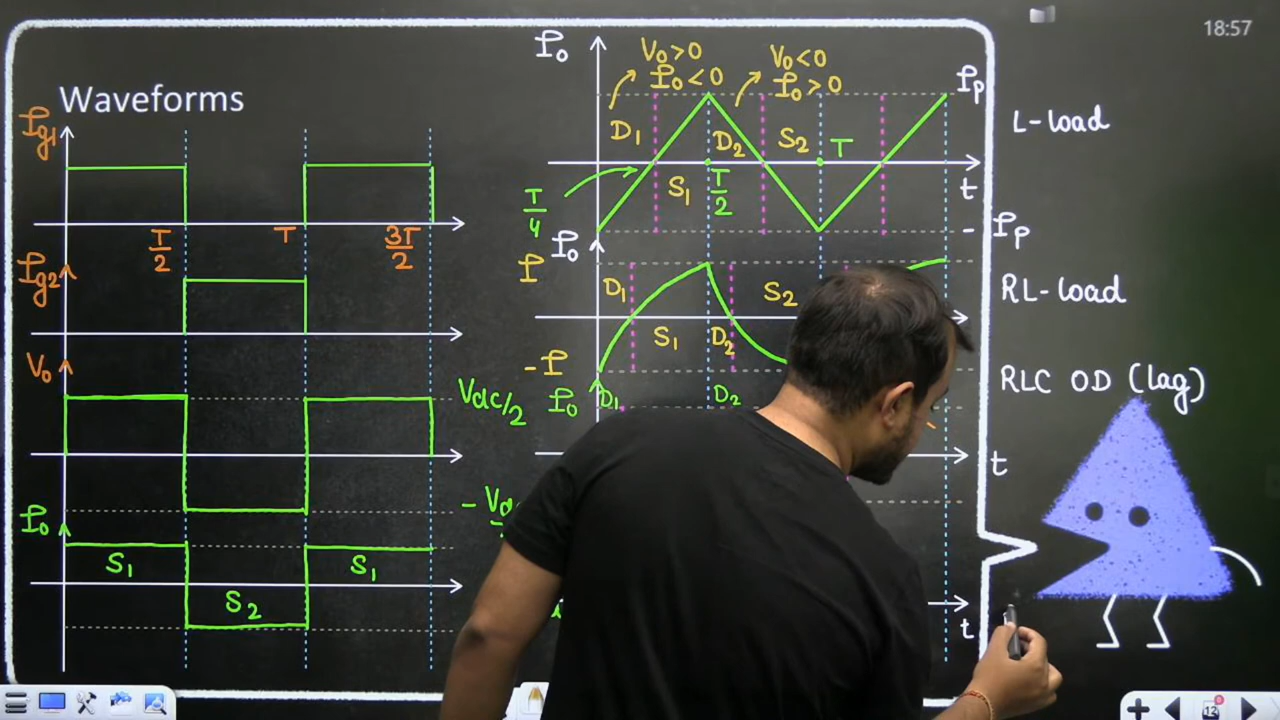 18:57
Waveforms
Ig1
T/2
T
3T/2
Ig2
V0
Vdc/2
I0
S1
S2
S1
I0
V0>0
I0<0
V0<0
I0>0
Ip
D1
D2
S2
T
S1
T/2
T/4
t
-Ip
L-load
I0
I
D1
S2
S1
D2
-I
RL-load
I0
D1
D2
t
RLC OD (lag)
t
12